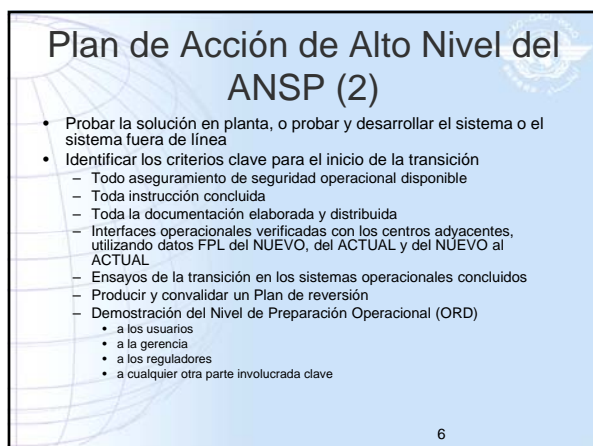 Plan de Acción de Alto Nivel del
ANSP (2)
• Probar la solución en planta, o probar y desarrollar el sistema o el
sistema fuera de línea
• Identificar los criterios clave para el inicio de la transición
– Todo aseguramiento de seguridad operacional disponible
– Toda instrucción concluida
– Toda la documentación elaborada y distribuida
– Interfaces operacionales verificadas con los centros adyacentes,
utilizando datos FPL del NUEVO, del ACTUAL y del NUEVO al
ACTUAL
– Ensayos de la transición en los sistemas operacionales concluidos
– Producir y convalidar un Plan de reversión
– Demostración del Nivel de Preparación Operacional (ORD)
• a los usuarios
• a la gerencia
• a los reguladores
• a cualquier otra parte involucrada clave
6